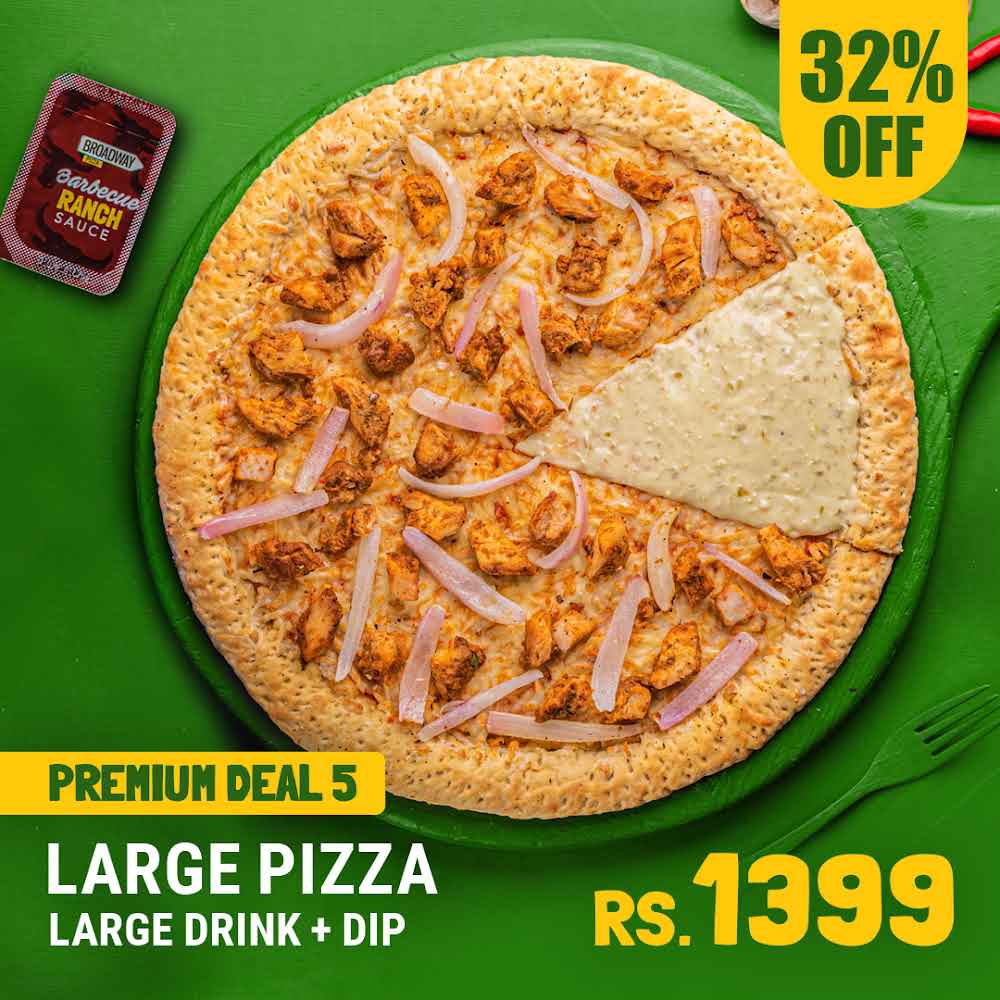 32%
OFF
BROADWAY
Barbecue
RANCH
SAUCE
PREMIUM DEAL 5
LARGE PIZZA
LARGE DRINK + DIP
RS.1399